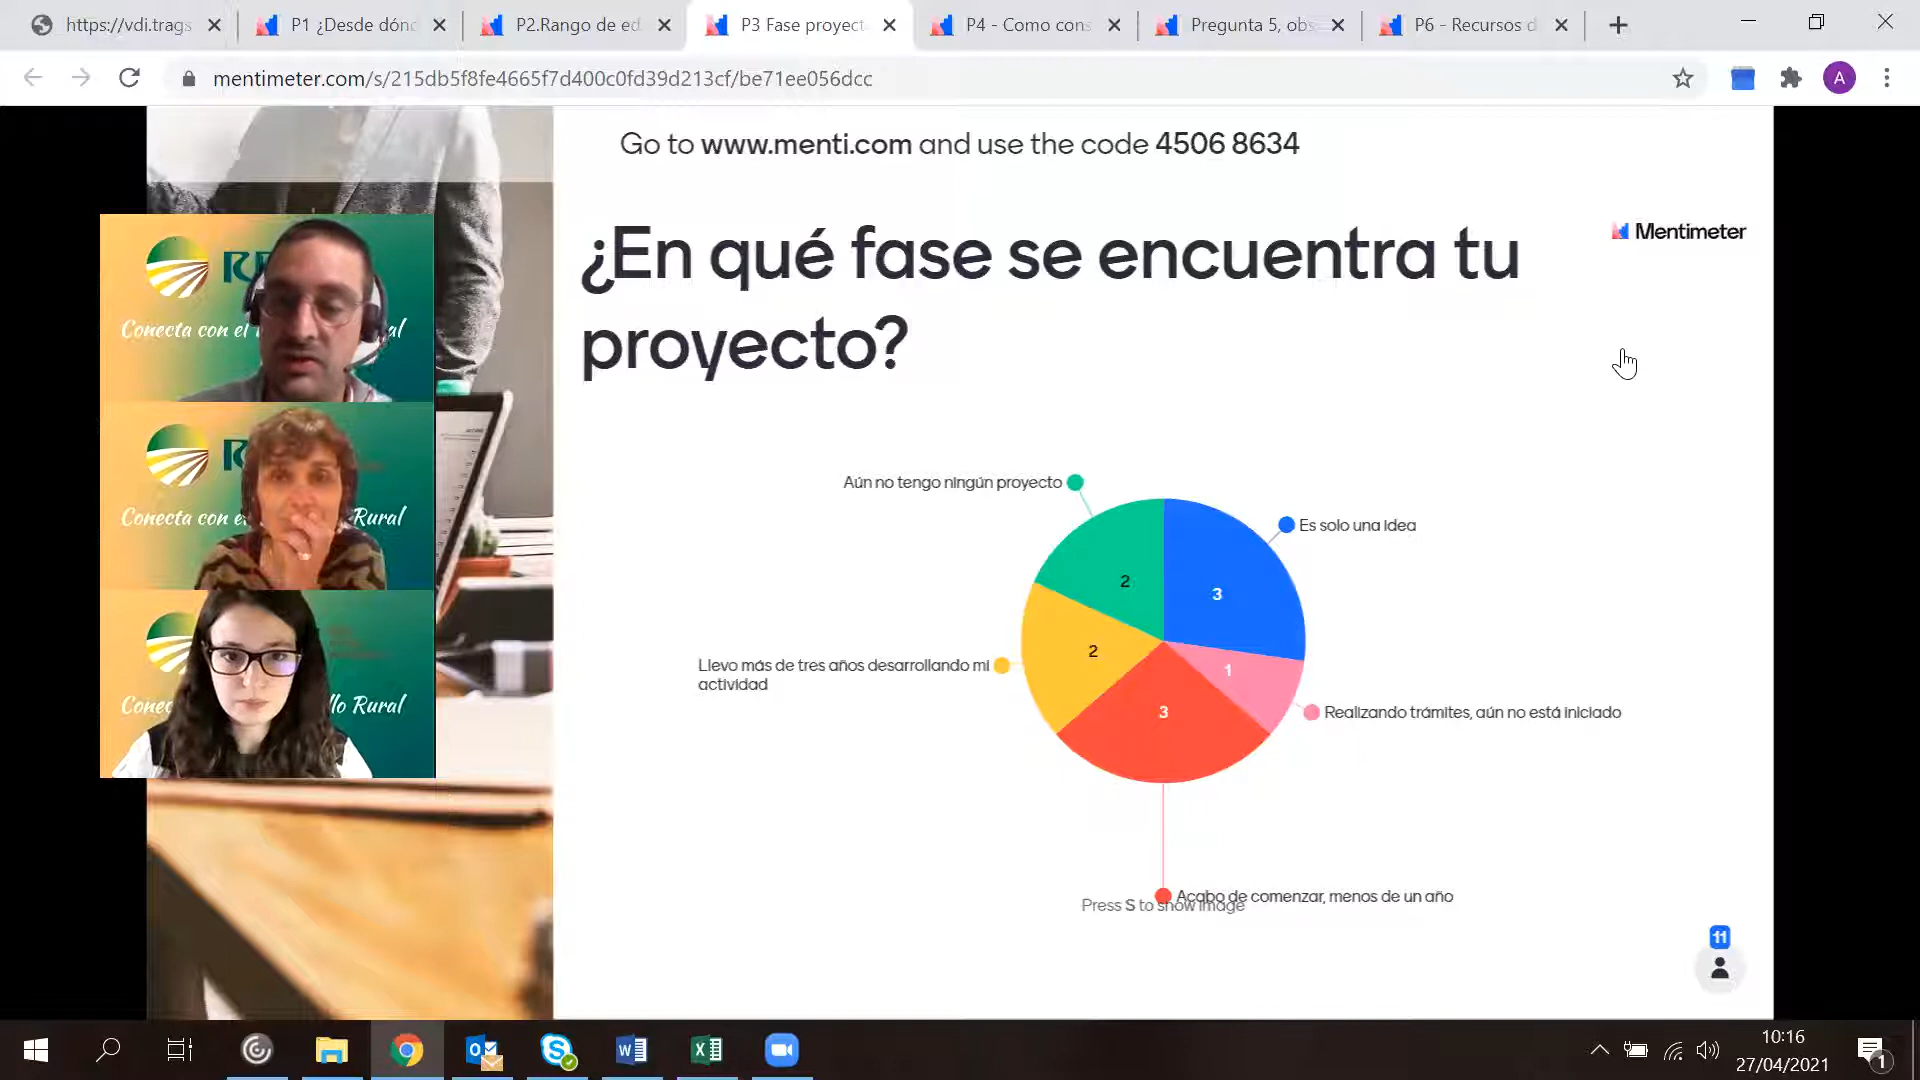 https://vdi.trags
P1 ¿Desde dónd
P2.Rango de ed
P3 Fase proyect
P4 - Como cons
Pregunta 5, obs
P6 - Recursos d
mentimeter.com/s/215db5f8fe4665f7d400c0fd39d213cf/be71ee056dcc
A
Go to www.menti.com and use the code 4506 8634
¿En qué fase se encuentra tu
proyecto?
Mentimeter
Conecta con el
al
Conecta con e
Rural
Conec
llo Rural
Aún no tengo ningún proyecto
Es solo una idea
2
3
Llevo más de tres años desarrollando mi
actividad
2
1
Realizando trámites, aún no está iniciado
3
Acabo de comenzar, menos de un año
Press S to show image
11
10:16
27/04/2021
1